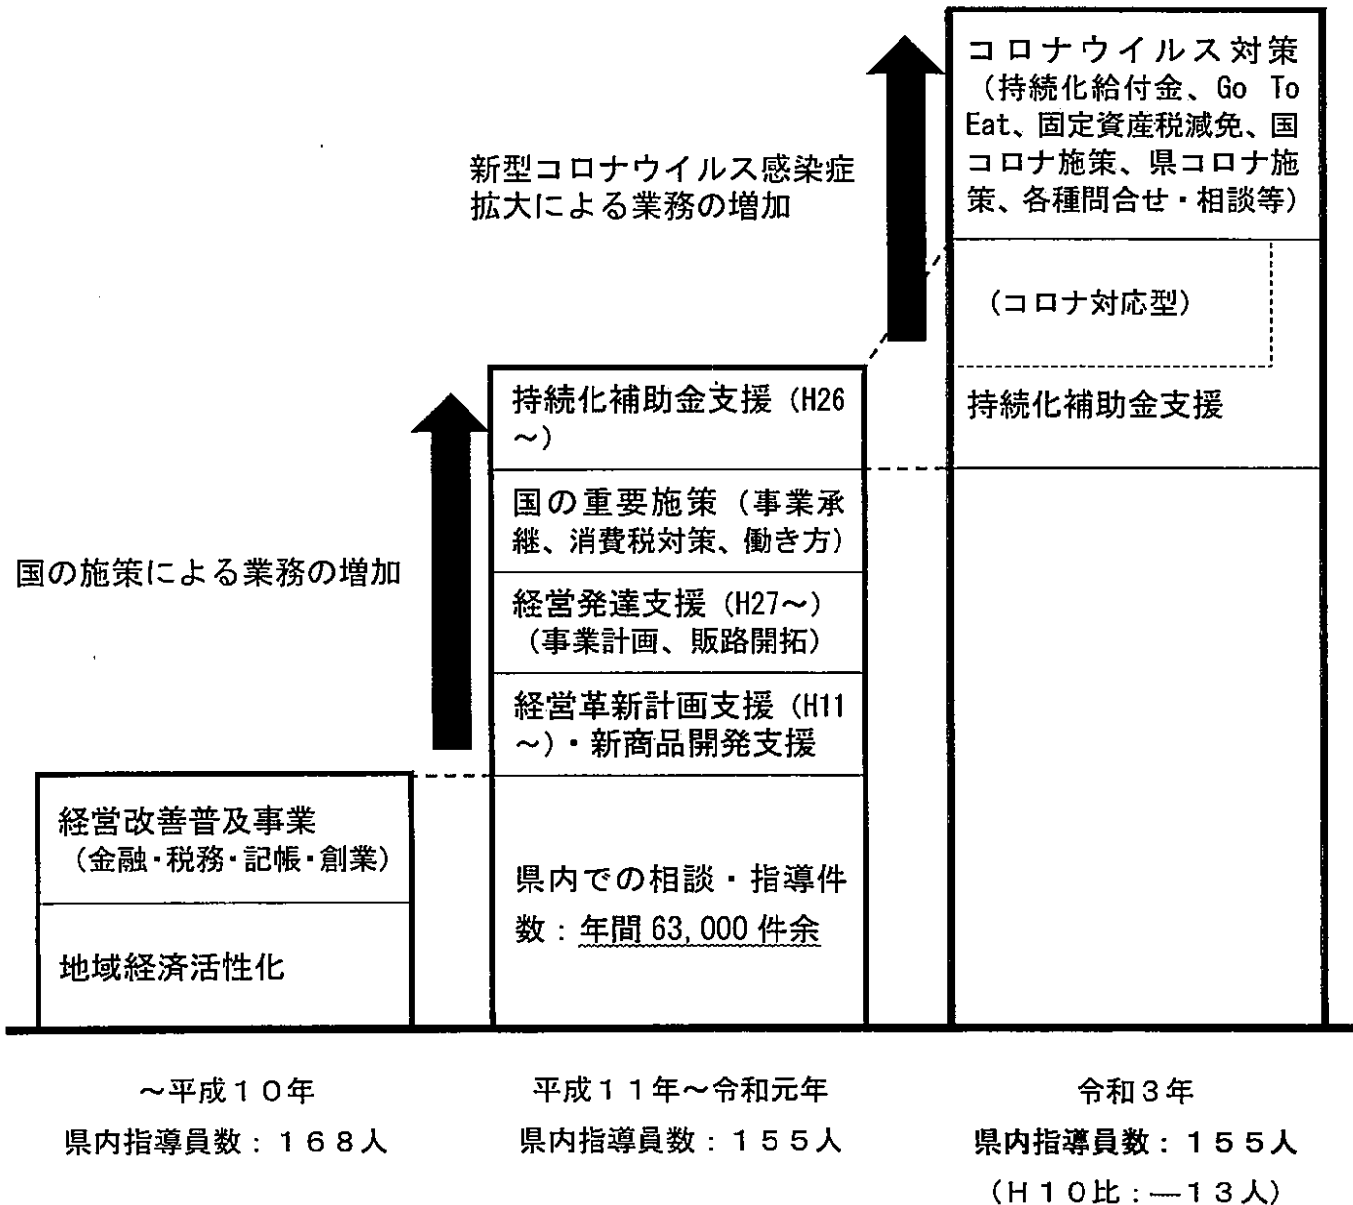 コロナウイルス対策
（持続化給付金、Go To
Eat、固定資産税減免、国
コロナ施策、県コロナ施
策、各種問合せ・相談等）
新型コロナウイルス感染症
拡大による業務の増加
（コロナ対応型）
持続化補助金支援（H26
～）
持続化補助金支援
国の重要施策（事業承
継、消費税対策、働き方）
国の施策による業務の増加
経営発達支援（H27～）
（事業計画、販路開拓）
経営革新計画支援（H11
～）・新商品開発支援
経営改善普及事業
（金融・税務・記帳・創業）
県内での相談・指導件
数：年間 63,000 件余
地域経済活性化
～平成１０年
県内指導員数：１６８人
平成１１年～令和元年
県内指導員数：１５５人
令和３年
県内指導員数：１５５人
（Ｈ１０比：―１３人）